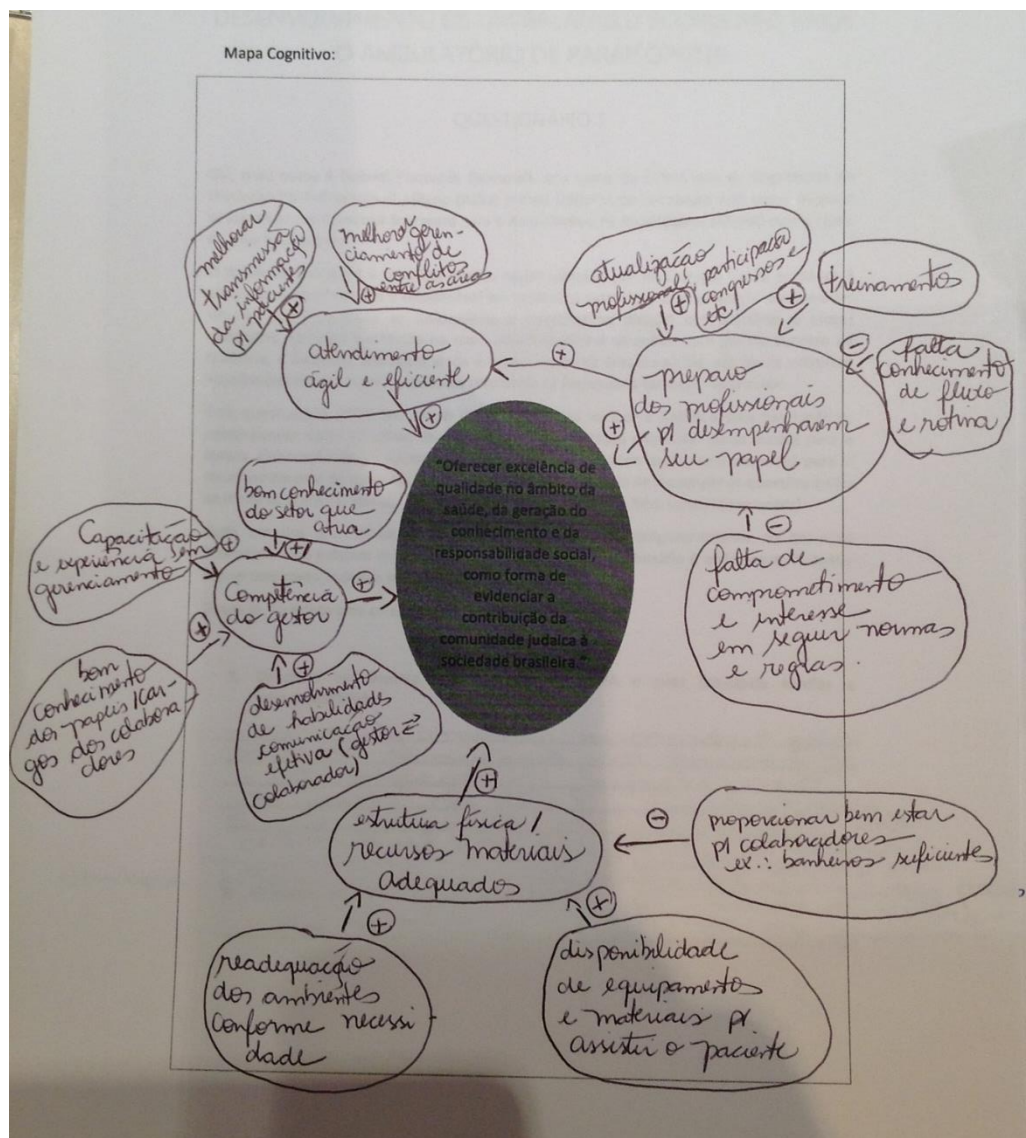 Mapa Cognitivo:
melhorar
transmissão
da informação
p/ pacientes
+
melhorar geren-
ciamento de
conflitos
entre as áreas
+
atualização
profissional,
+
participação
congressos e
etc
+
treinamentos
-
falta
conhecimento
de fluxo
e rotina
atendimento
ágil e eficiente
+
+
preparo
dos profissionais
p/ desempenharem
seu papel
+
"Oferecer excelência de
qualidade no âmbito da
saúde, da geração do
conhecimento e da
responsabilidade social,
como forma de
evidenciar a
contribuição da
comunidade judaica à
sociedade brasileira."
bom conhecimento
do setor que
atua
+
Capacitação
e experiência em
gerenciamento
+
Competência
do gestor
+
-
falta de
comprometimento
e interesse
em seguir normas
e regras.
+
bom
conhecimento
dos papéis/car-
gos dos colabora
dores
+
desenvolvimento
de habilidades
comunicação
efetiva (gestor
colaborador)
+
estrutura física /
recursos materiais
adequados
-
proporcionar bem estar
p/ colaboradores
ex.: banheiros suficientes
+
readequação
dos ambientes
conforme necessi-
dade
+
disponibilidade
de equipamentos
e materiais p/
assistir o paciente